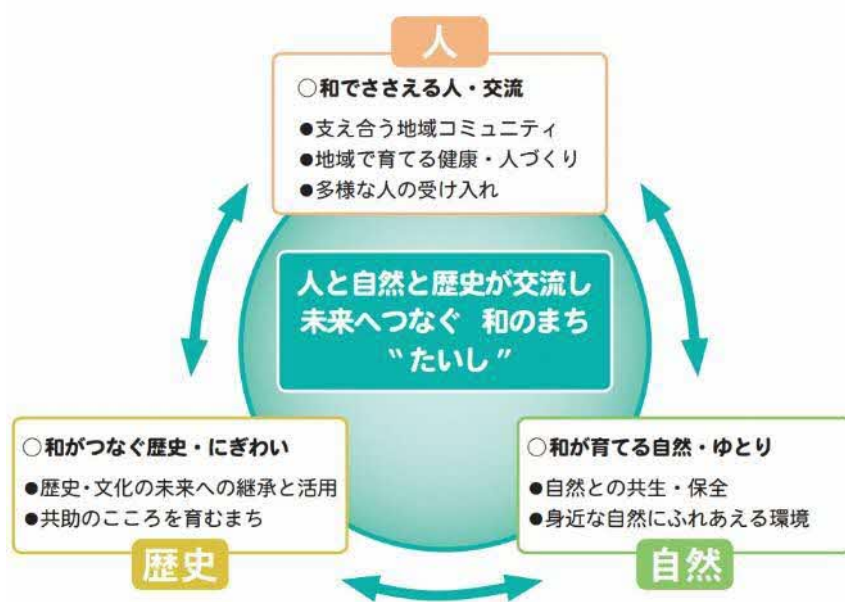 人
○和でささえる人・交流
●支え合う地域コミュニティ
●地域で育てる健康・人づくり
●多様な人の受け入れ
人と自然と歴史が交流し
未来へつなぐ 和のまち
〝たいし〟
○和がつなぐ歴史・にぎわい
●歴史・文化の未来への継承と活用
●共助のこころを育むまち
歴史
○和が育てる自然・ゆとり
●自然との共生・保全
●身近な自然にふれあえる環境
自然